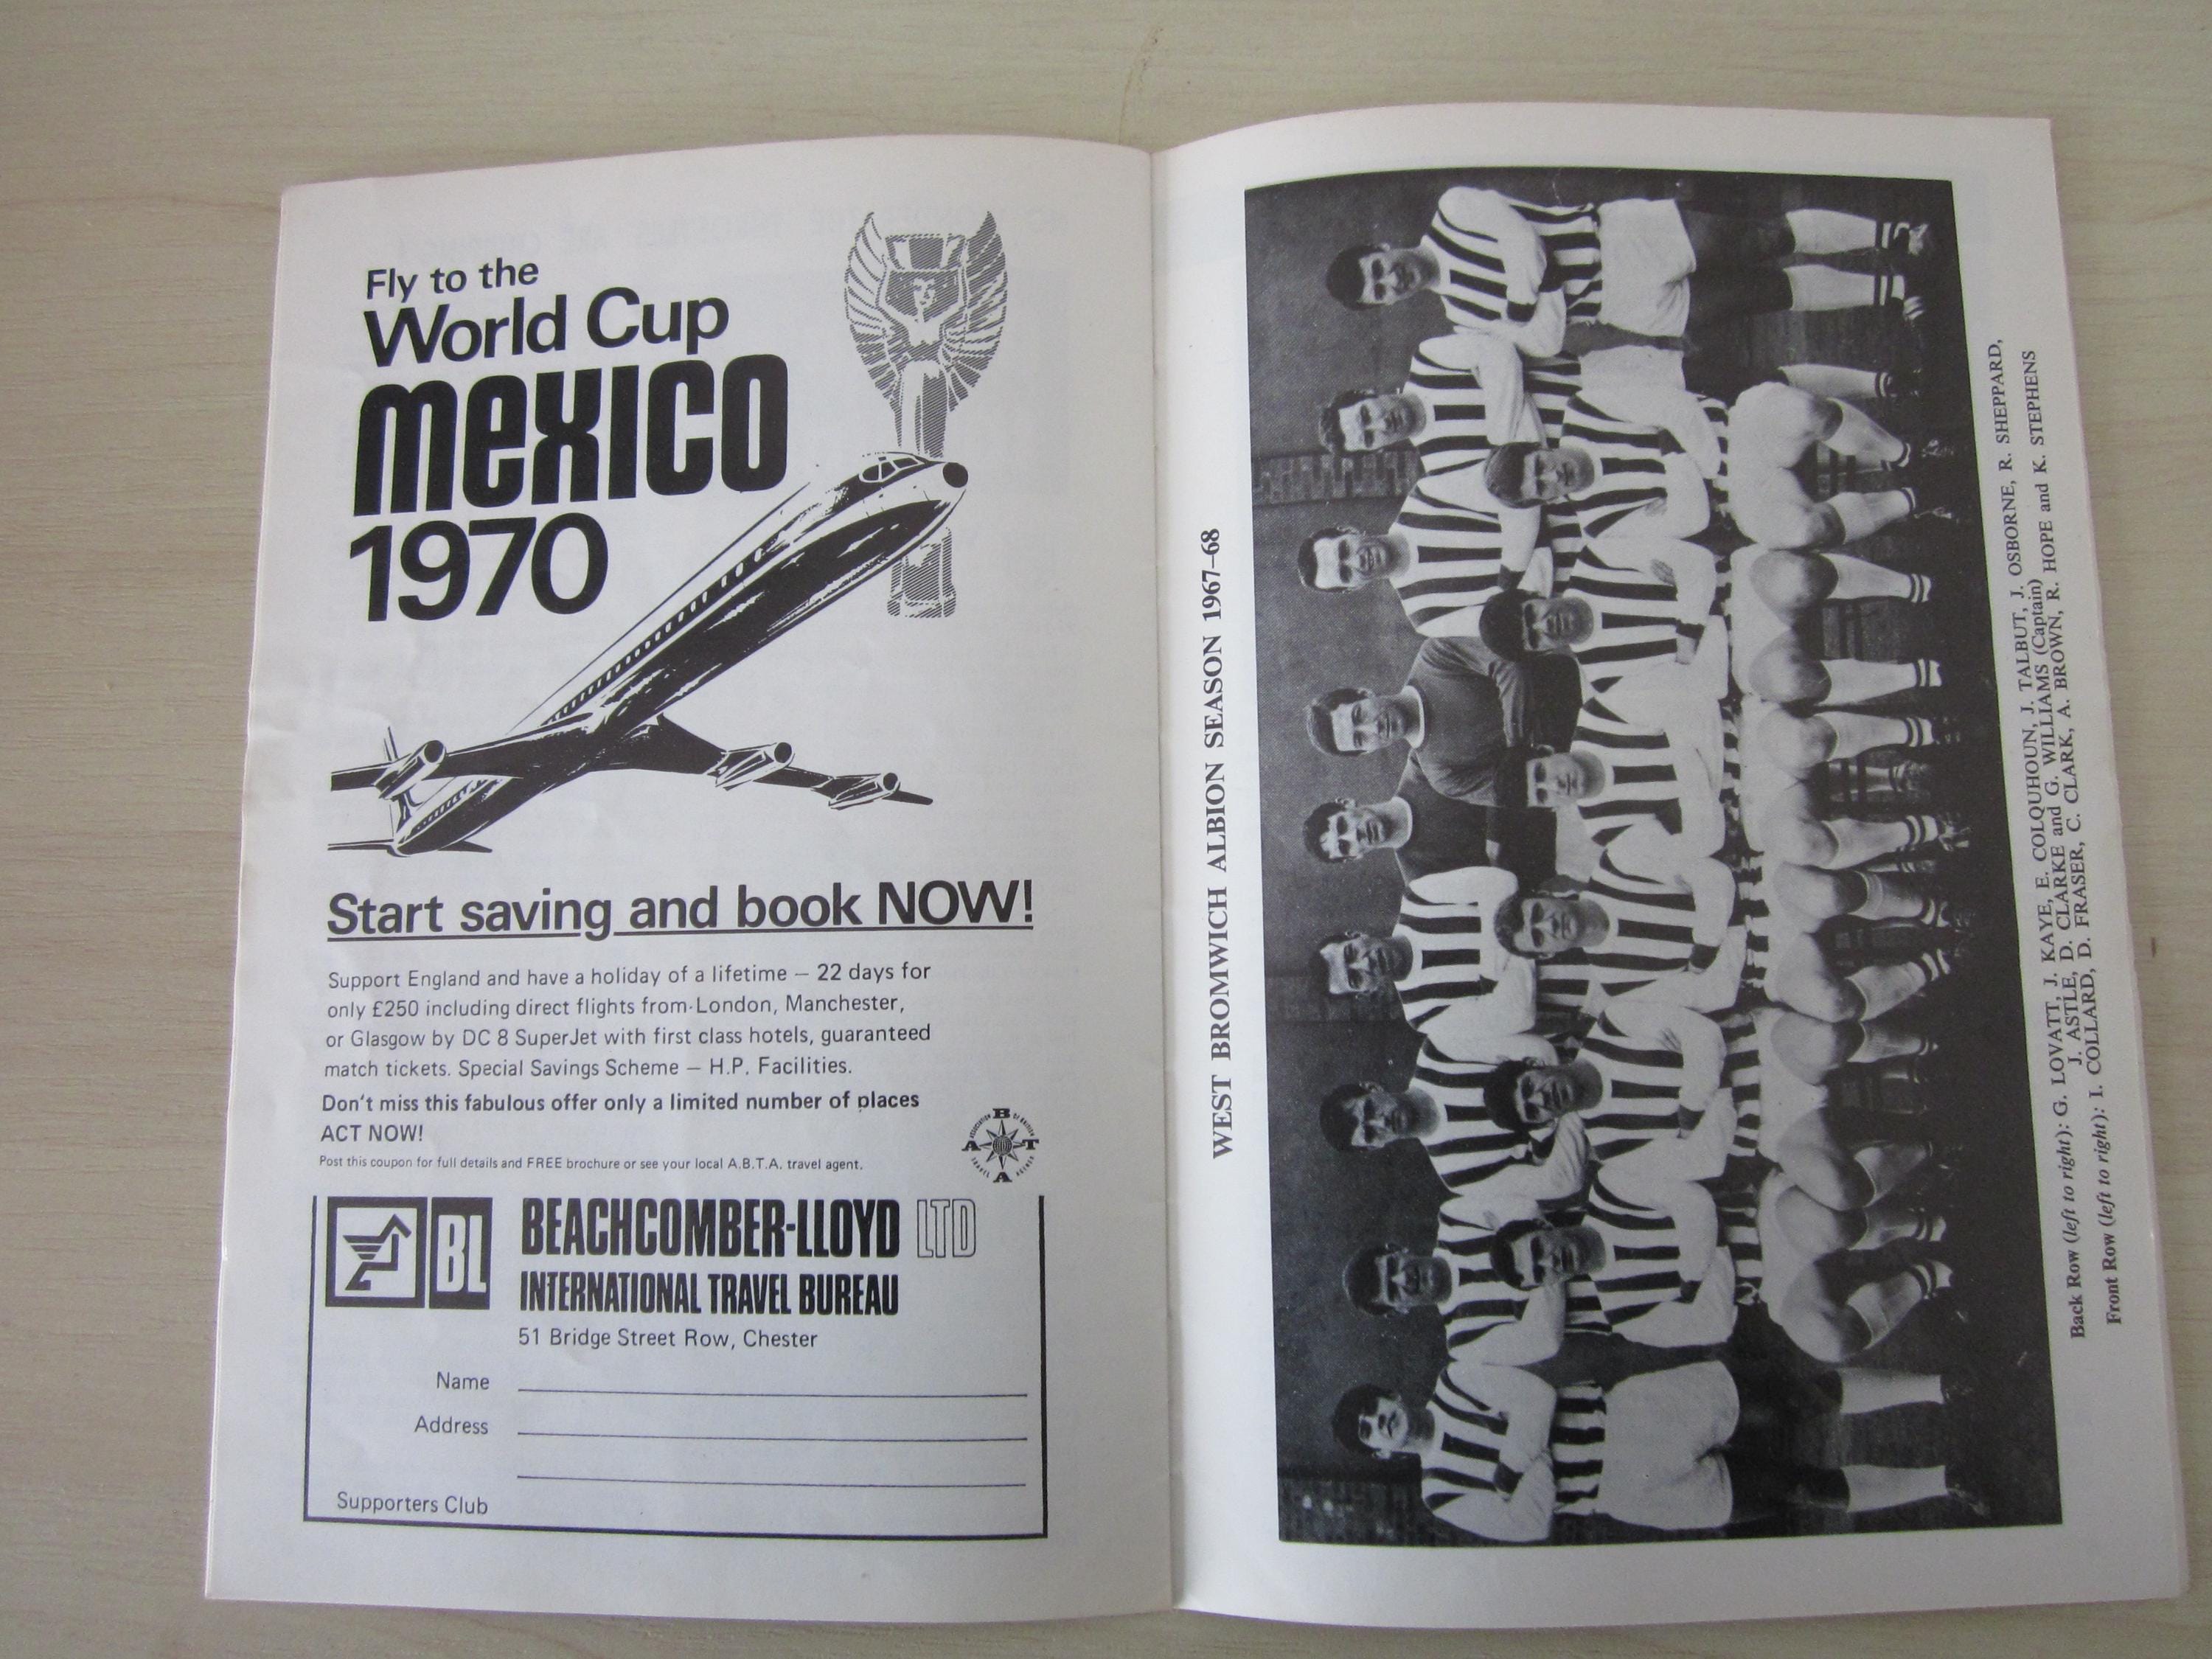 Fly to the
World Cup
MEXICO
1970
Start saving and book NOW!
Support England and have a holiday of a lifetime — 22 days for
only £250 including direct flights from London, Manchester,
or Glasgow by DC 8 SuperJet with first class hotels, guaranteed
match tickets. Special Savings Scheme — H.P. Facilities.
Don't miss this fabulous offer only a limited number of places
ACT NOW!
Post this coupon for full details and FREE brochure or see your local A.B.T.A. travel agent.
A B T A
ASSOCIATION OF BRITISH TRAVEL AGENTS
BL
BEACHCOMBER-LLOYD LTD
INTERNATIONAL TRAVEL BUREAU
51 Bridge Street Row, Chester
Name
Address
Supporters Club
WEST BROMWICH ALBION SEASON 1967–68
Back Row (left to right): G. LOVATT, J. KAYE, E. COLQUHOUN, J. TALBUT, J. OSBORNE, R. SHEPPARD,
J. ASTLE, D. CLARKE and G. WILLIAMS (Captain)
Front Row (left to right): I. COLLARD, D. FRASER, C. CLARK, A. BROWN, R. HOPE and K. STEPHENS